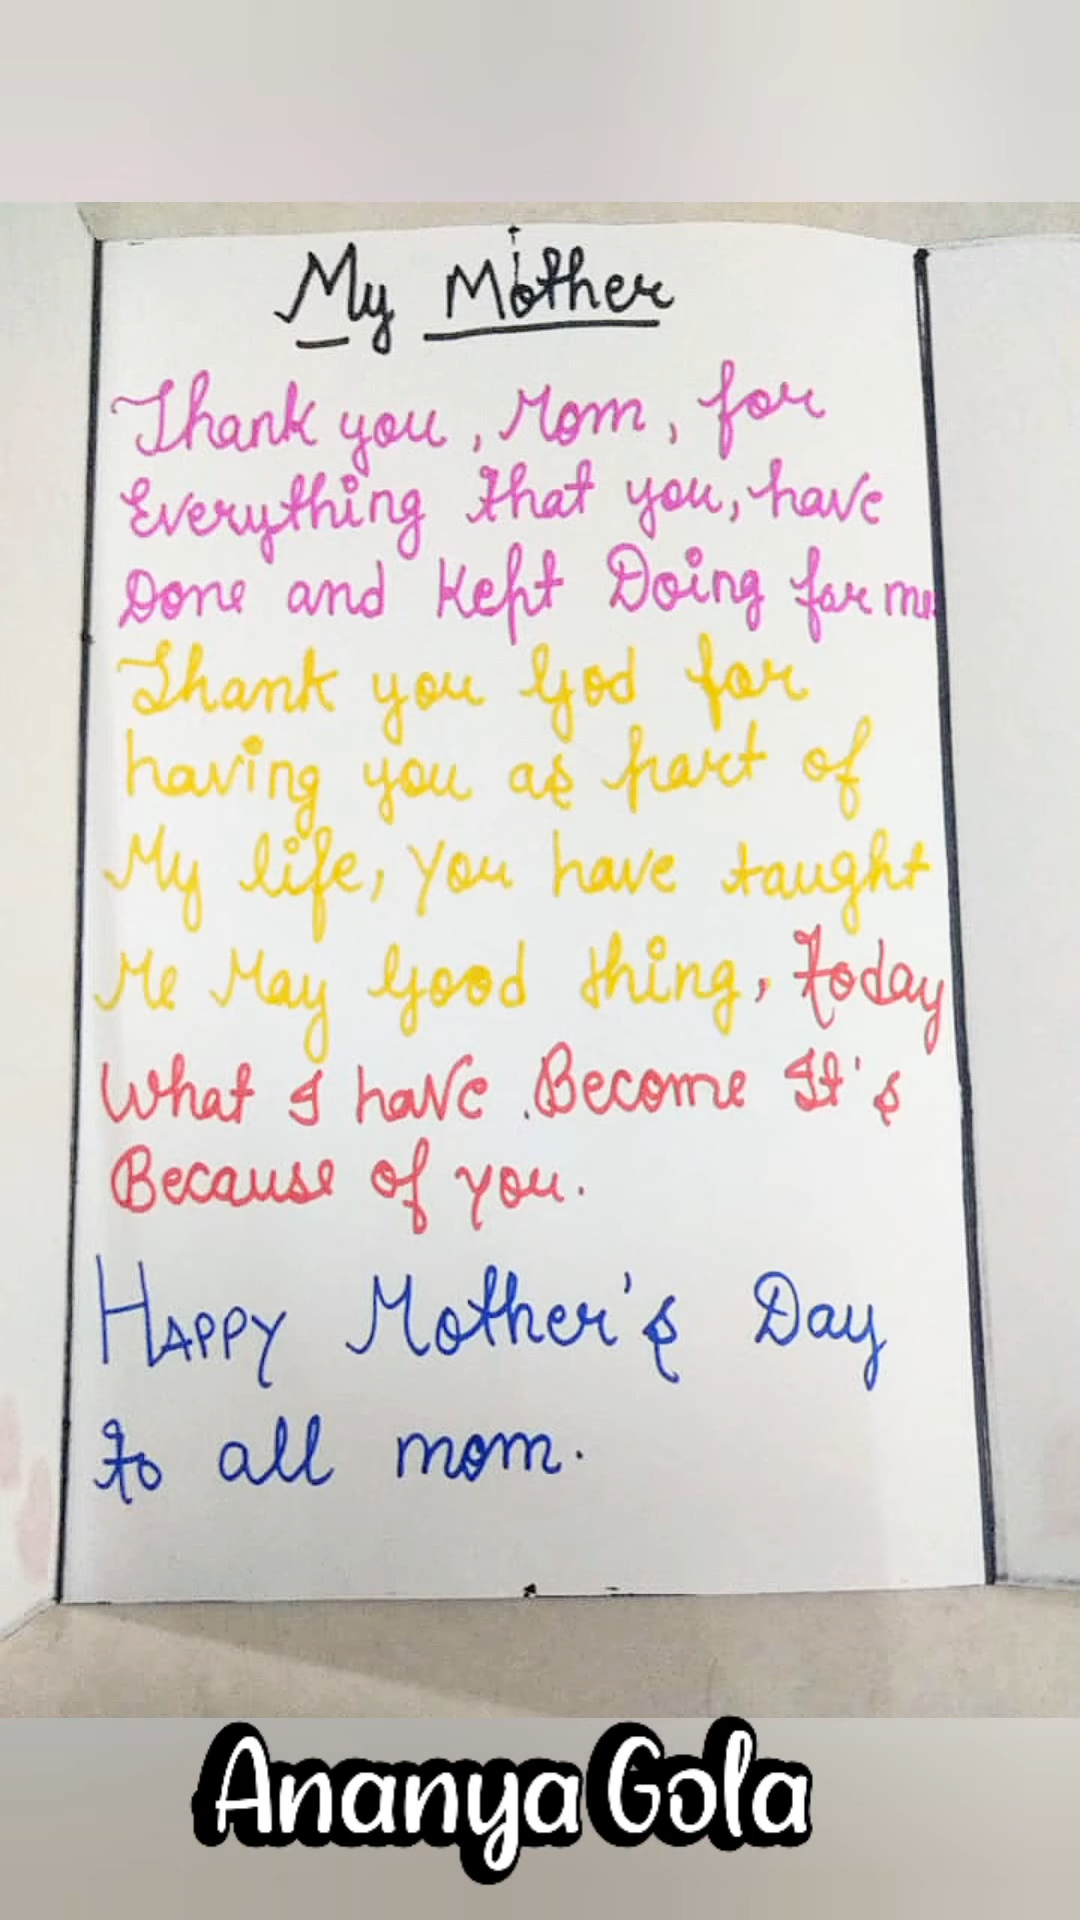 My Mother
Thank you, Mom, for
Everything that you, have
Done and Kept Doing for me
Thank you God for
having you as part of
My life, You have taught
Me May Good thing, Today
What I have Become It's
Because of you.
HAPPY Mother's Day
to all mom.
Ananya Gola